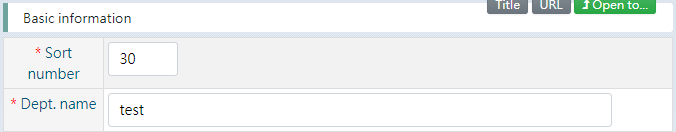 Title URL Open to...
Basic information
* Sort number 30
* Dept. name test